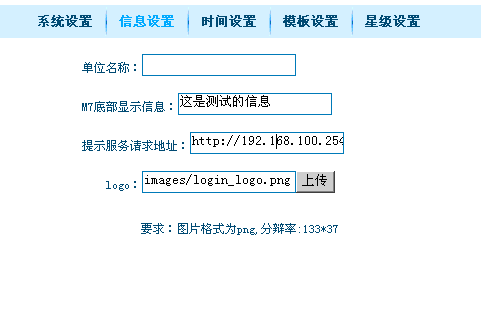 系统设置 信息设置 时间设置 模板设置 星级设置
单位名称：
M7底部显示信息：这是测试的信息
提示服务请求地址：http://192.168.100.254
logo：images/login_logo.png 上传
要求：图片格式为png,分辩率:133*37